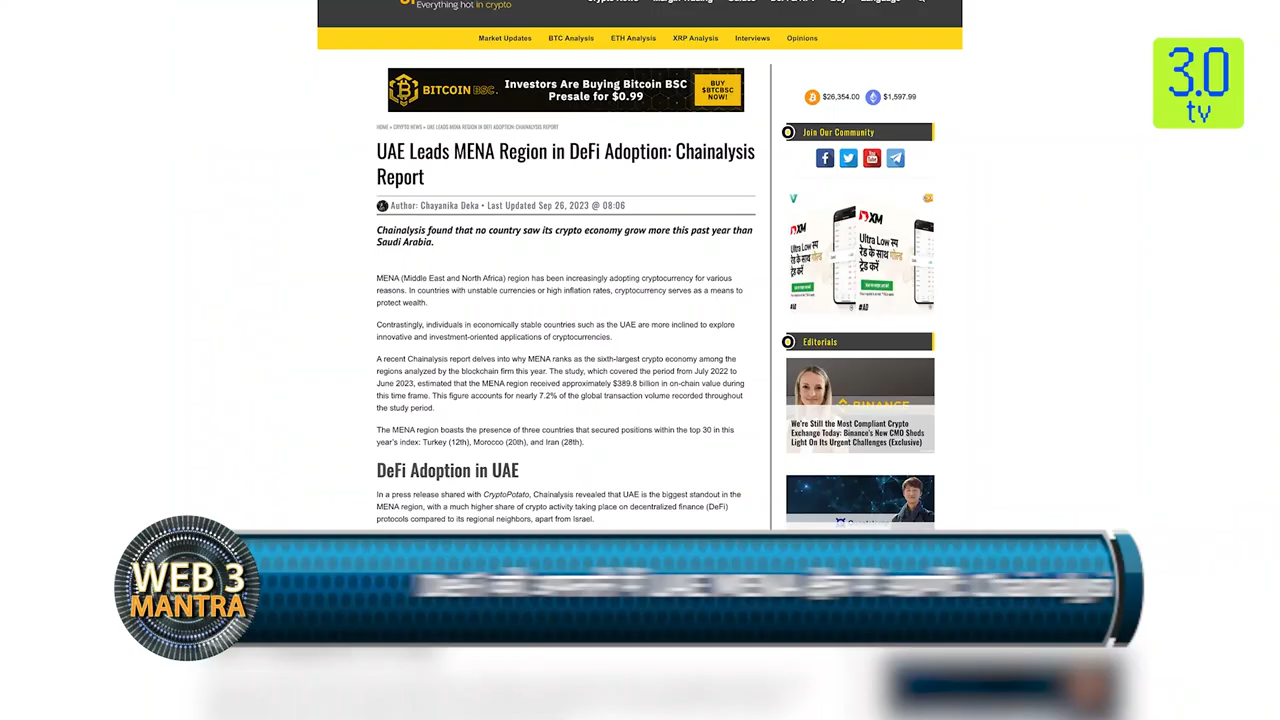 Everything hot in crypto
Market Updates BTC Analysis ETH Analysis XRP Analysis Interviews Opinions
3.0
tv
BITCOIN BSC.
Investors Are Buying Bitcoin BSC
Presale for $0.99
BUY
$BTCBSC
NOW!
$26,354.00 $1,597.99
HOME » CRYPTO NEWS » UAE LEADS MENA REGION IN DEFI ADOPTION: CHAINALYSIS REPORT
Join Our Community
UAE Leads MENA Region in DeFi Adoption: Chainalysis
Report
Author: Chayanika Deka • Last Updated Sep 26, 2023 @ 08:06
Chainalysis found that no country saw its crypto economy grow more this past year than
Saudi Arabia.
XM
Ultra Low स्प
रेड के साथ
ट्रेड करें
XM
Ultra Low स्प
रेड के साथ गोल्ड
ट्रेड करें
#AD
MENA (Middle East and North Africa) region has been increasingly adopting cryptocurrency for various
reasons. In countries with unstable currencies or high inflation rates, cryptocurrency serves as a means to
protect wealth.
Contrastingly, individuals in economically stable countries such as the UAE are more inclined to explore
innovative and investment-oriented applications of cryptocurrencies.
Editorials
A recent Chainalysis report delves into why MENA ranks as the sixth-largest crypto economy among the
regions analyzed by the blockchain firm this year. The study, which covered the period from July 2022 to
June 2023, estimated that the MENA region received approximately $389.8 billion in on-chain value during
this time frame. This figure accounts for nearly 7.2% of the global transaction volume recorded throughout
the study period.
BINANCE
We're Still the Most Compliant Crypto
Exchange Today: Binance's New CMO Sheds
Light On Its Urgent Challenges (Exclusive)
The MENA region boasts the presence of three countries that secured positions within the top 30 in this
year's index: Turkey (12th), Morocco (20th), and Iran (28th).
DeFi Adoption in UAE
In a press release shared with CryptoPotato, Chainalysis revealed that UAE is the biggest standout in the
MENA region, with a much higher share of crypto activity taking place on decentralized finance (DeFi)
protocols compared to its regional neighbors, apart from Israel.
WEB 3
MANTRA